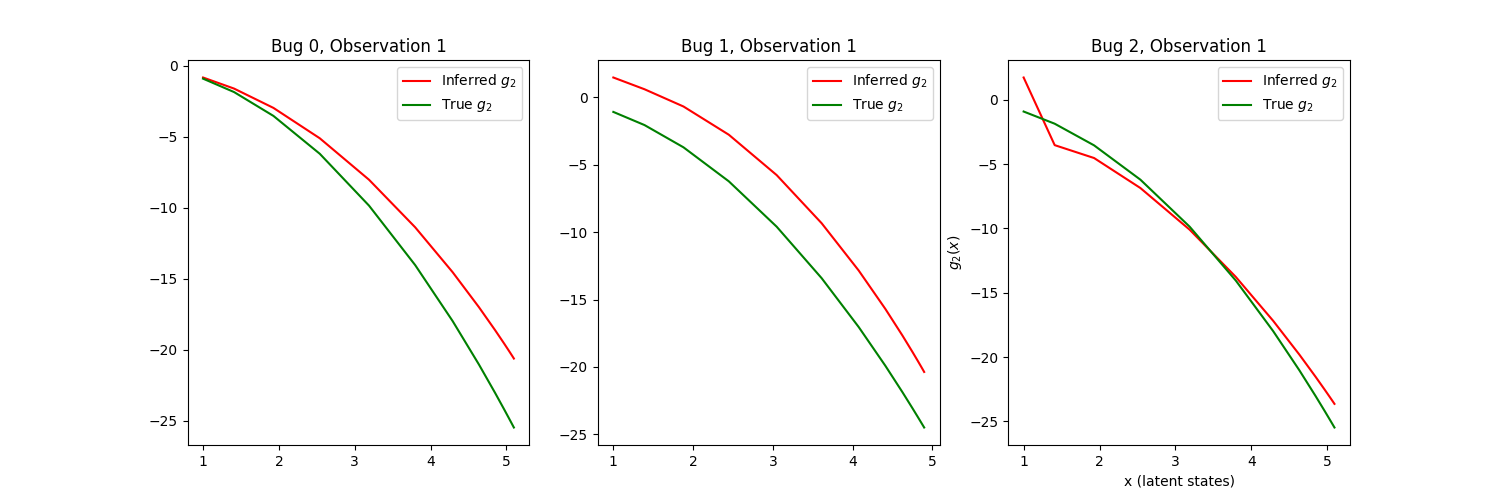 Bug 0, Observation 1
Inferred g₂
True g₂
0
−5
−10
−15
−20
−25
1 2 3 4 5
Bug 1, Observation 1
Inferred g₂
True g₂
0
−5
−10
−15
−20
−25
1 2 3 4 5
Bug 2, Observation 1
Inferred g₂
True g₂
g₂(x)
0
−5
−10
−15
−20
−25
1 2 3 4 5
x (latent states)